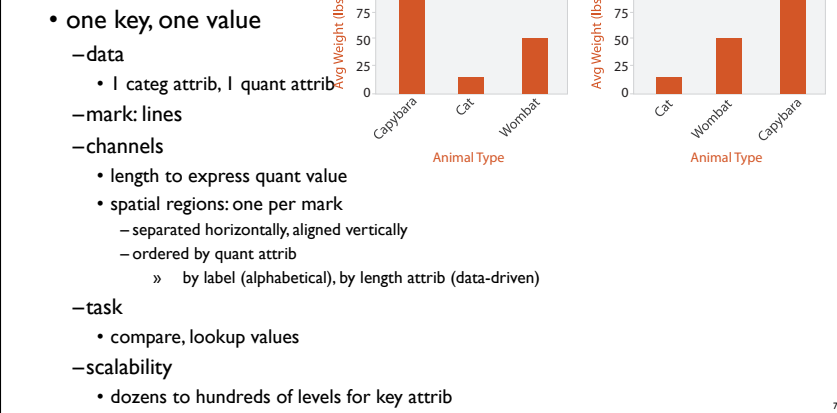 • one key, one value
–data
• 1 categ attrib, 1 quant attrib
–mark: lines
–channels
• length to express quant value
• spatial regions: one per mark
– separated horizontally, aligned vertically
– ordered by quant attrib
» by label (alphabetical), by length attrib (data-driven)
–task
• compare, lookup values
–scalability
• dozens to hundreds of levels for key attrib
Avg Weight (lbs
75
50
25
0
Capybara
Cat
Wombat
Animal Type
Avg Weight (lbs
75
50
25
0
Cat
Wombat
Capybara
Animal Type